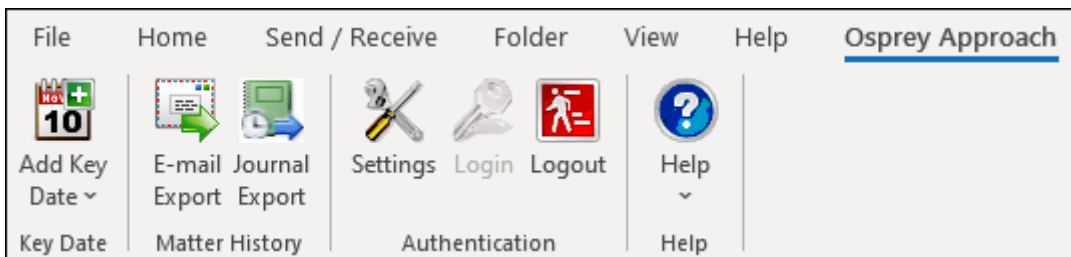 File Home Send / Receive Folder View Help Osprey Approach
NOV
10
Add Key E-mail Journal Settings Login Logout Help
Date Export Export
Key Date Matter History Authentication Help